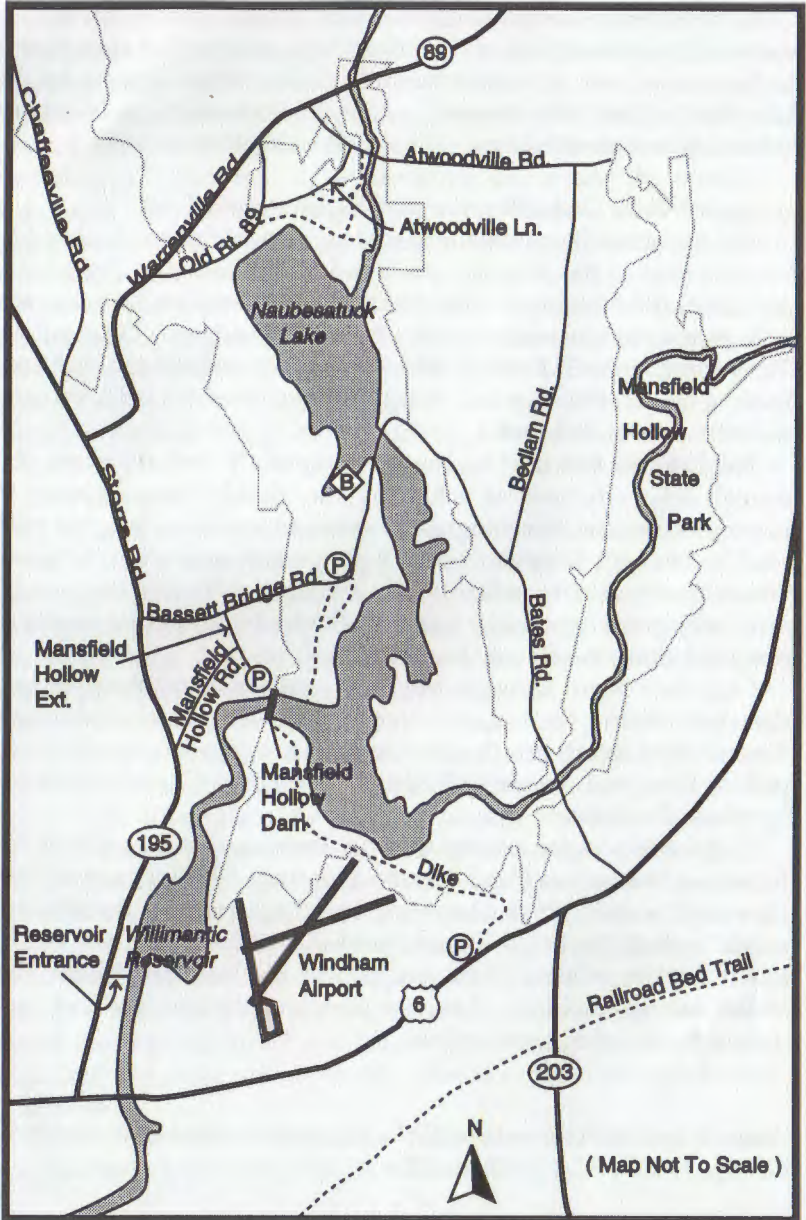 89
Chaffeeville Rd
Warrenville Rd
Old Rt. 89
Atwoodville Rd.
Atwoodville Ln.
Naubesatuck
Lake
Mansfield
Hollow
State
Park
Bedlam Rd.
B
Storrs Rd.
P
Bassett Bridge Rd.
Mansfield
Hollow
Ext.
Mansfield
Hollow Rd.
P
Bates Rd.
Mansfield
Hollow
Dam
195
Dike
Reservoir
Entrance
Willimantic
Reservoir
Windham
Airport
P
6
Railroad Bed Trail
203
N
( Map Not To Scale )